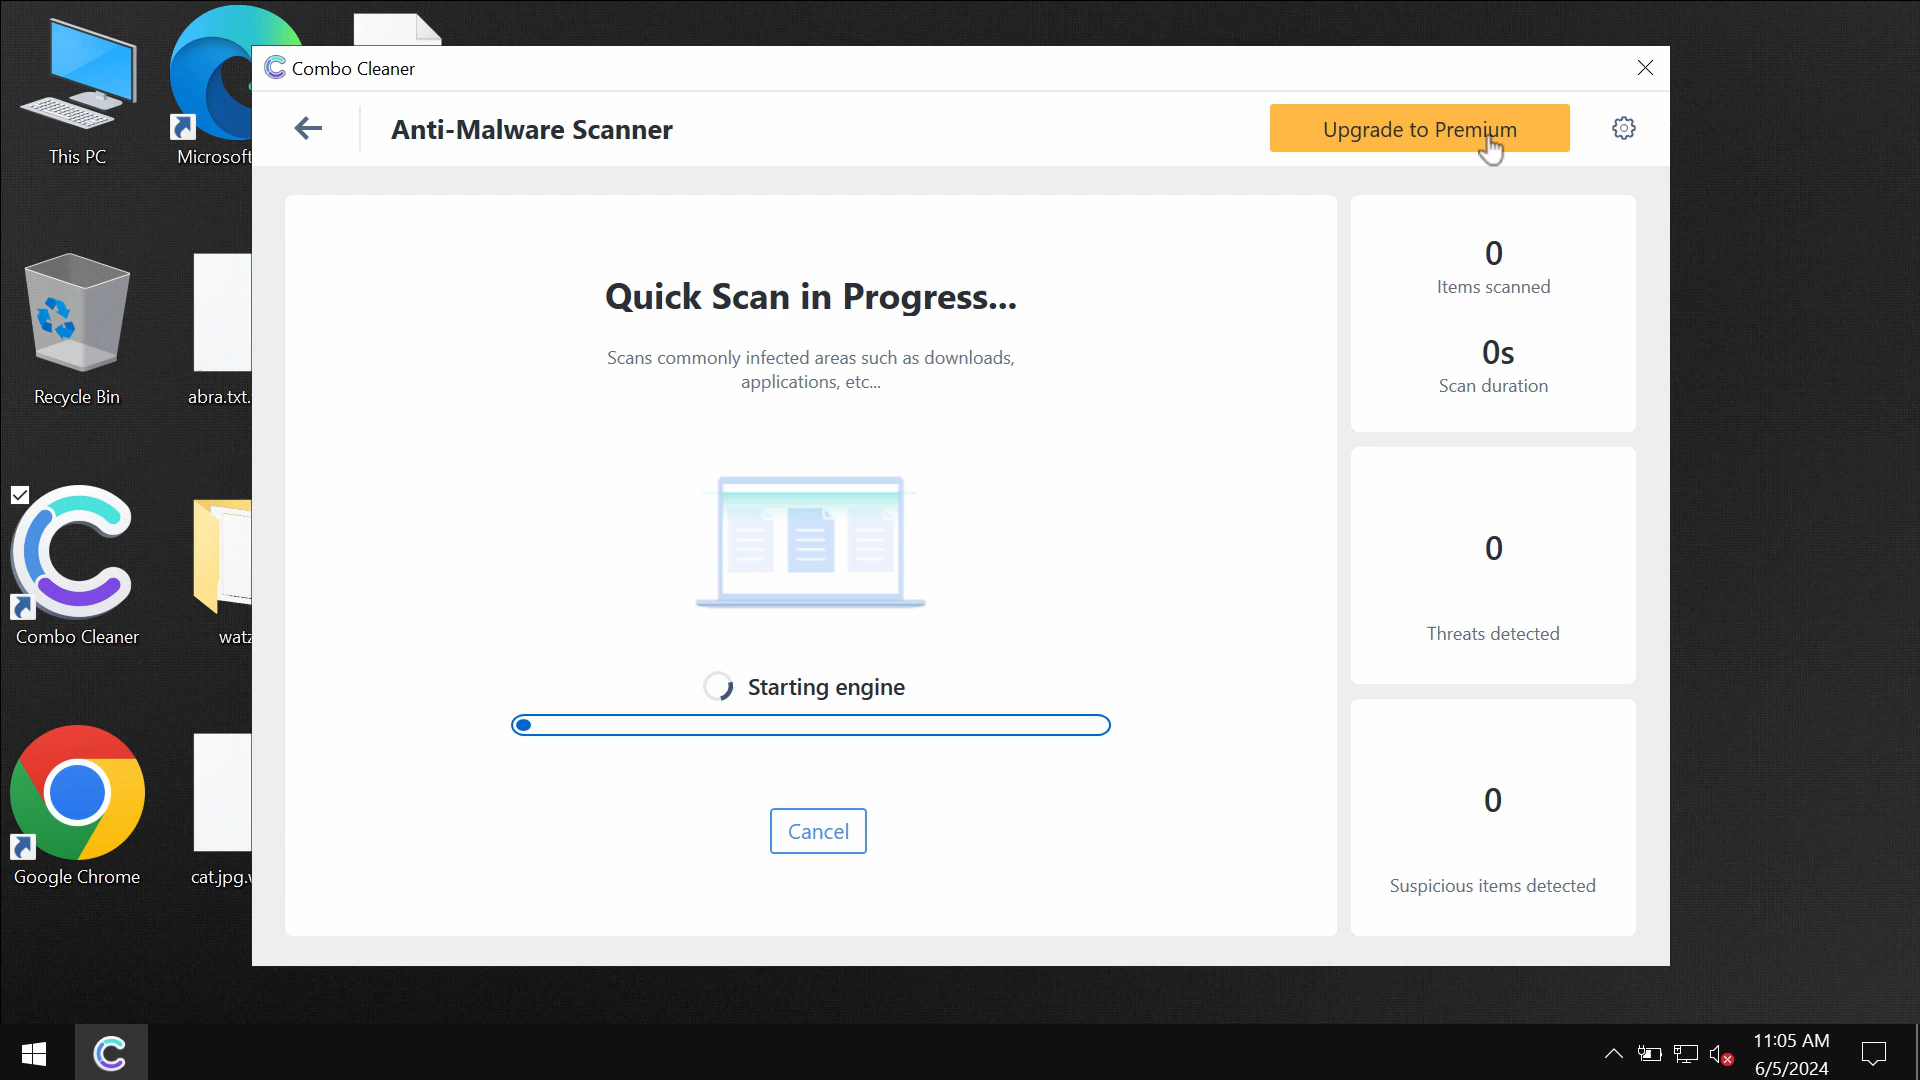 Combo Cleaner
Anti-Malware Scanner
Upgrade to Premium
Quick Scan in Progress...
Scans commonly infected areas such as downloads,
applications, etc...
Starting engine
Cancel
0
Items scanned
0s
Scan duration
0
Threats detected
0
Suspicious items detected
This PC
Microsoft
Recycle Bin
abra.txt.
Combo Cleaner
watz
Google Chrome
cat.jpg.
11:05 AM
6/5/2024